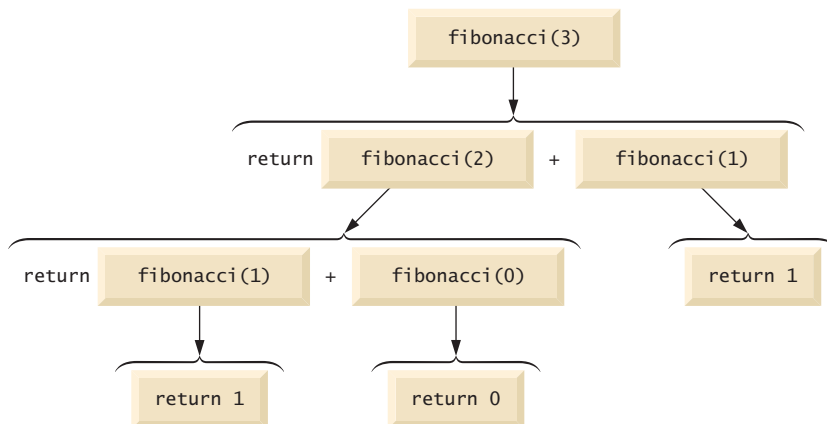 fibonacci(3)
return fibonacci(2) + fibonacci(1)
return fibonacci(1) + fibonacci(0)
return 1
return 1
return 0